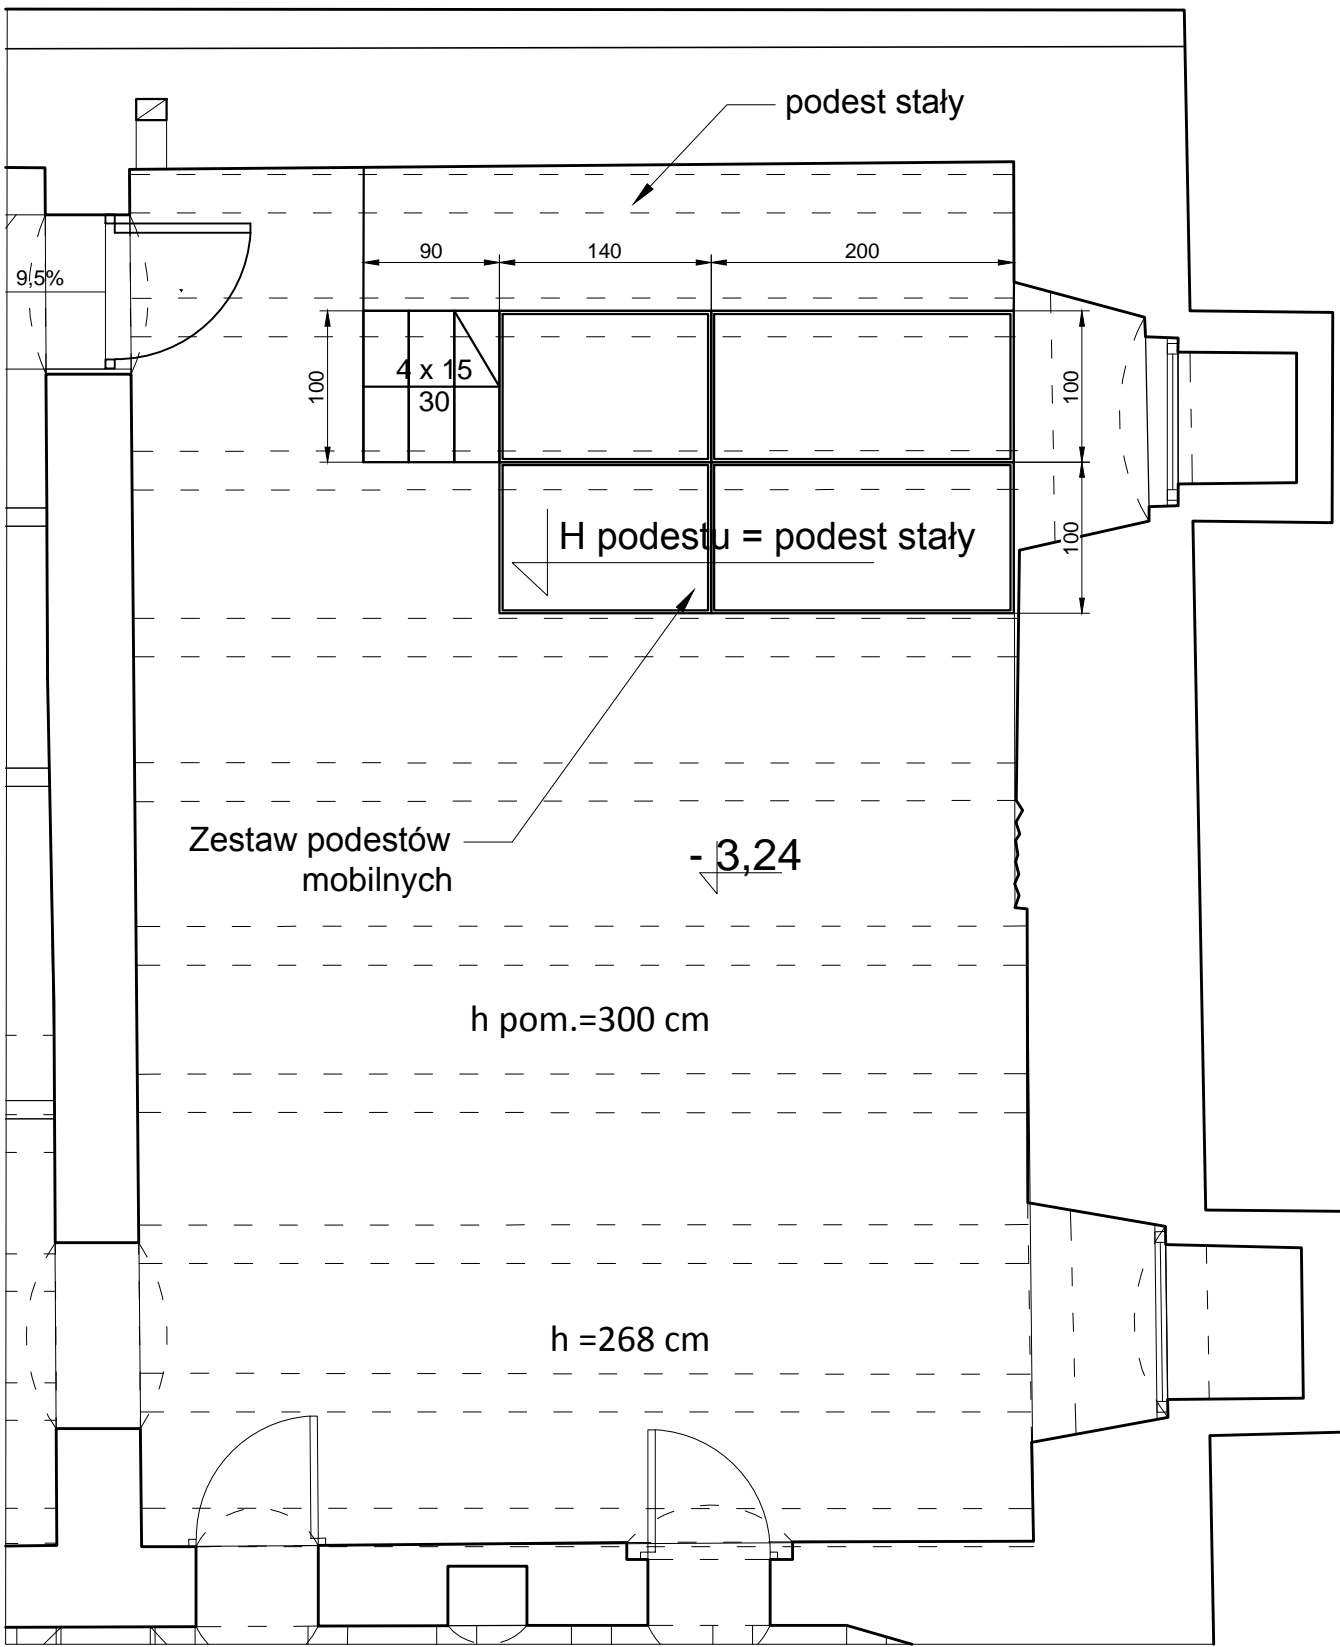 podest stały
90
140
200
9,5%
100
4 x 15
30
100
H podestu = podest stały
100
Zestaw podestów
mobilnych
- 3,24
h pom.=300 cm
h =268 cm